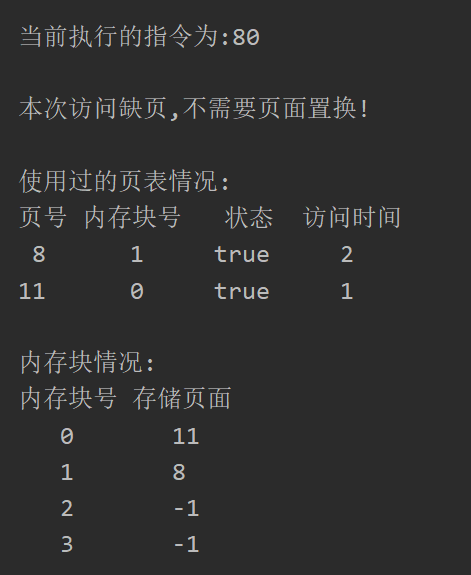 当前执行的指令为:80
本次访问缺页,不需要页面置换!
使用过的页表情况:
页号 内存块号 状态 访问时间
8 1 true 2
11 0 true 1
内存块情况:
内存块号 存储页面
0 11
1 8
2 -1
3 -1